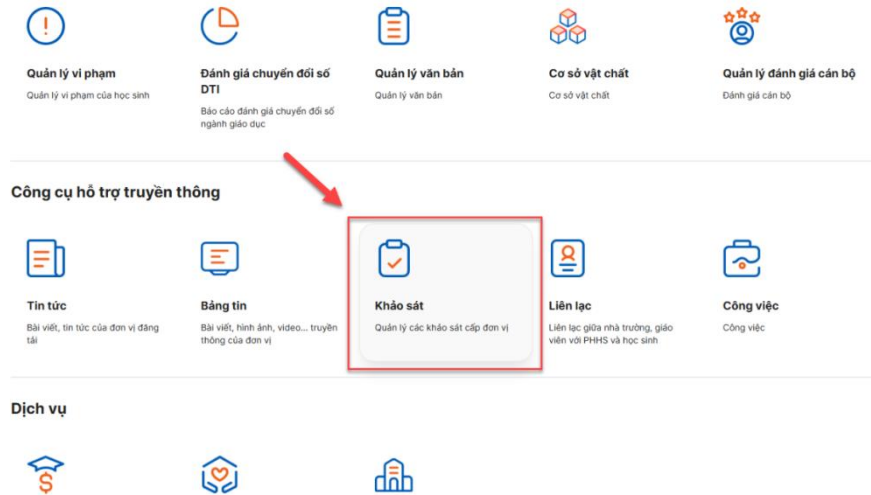 Quản lý vi phạm
Quản lý vi phạm của học sinh
Đánh giá chuyển đổi số
DTI
Báo cáo đánh giá chuyển đổi số
ngành giáo dục
Quản lý văn bản
Quản lý văn bản
Cơ sở vật chất
Cơ sở vật chất
Quản lý đánh giá cán bộ
Đánh giá cán bộ
Công cụ hỗ trợ truyền thông
Tin tức
Bài viết, tin tức của đơn vị đăng
tải
Bảng tin
Bài viết, hình ảnh, video... truyền
thông của đơn vị
Khảo sát
Quản lý các khảo sát cấp đơn vị
Liên lạc
Liên lạc giữa nhà trường, giáo
viên với PHHS và học sinh
Công việc
Công việc
Dịch vụ